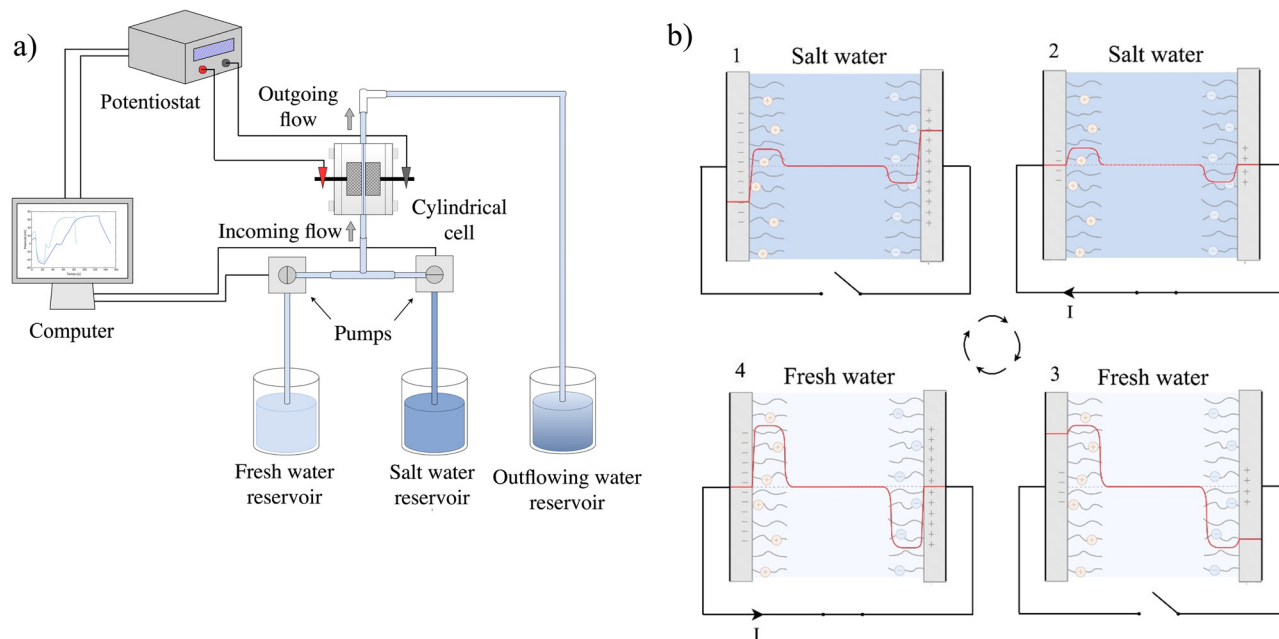 a)
Potentiostat
Outgoing
flow
Incoming flow
Cylindrical
cell
Computer
Pumps
Fresh water
reservoir
Salt water
reservoir
Outflowing water
reservoir
b)
1
Salt water
2
Salt water
I
4
Fresh water
3
Fresh water
I